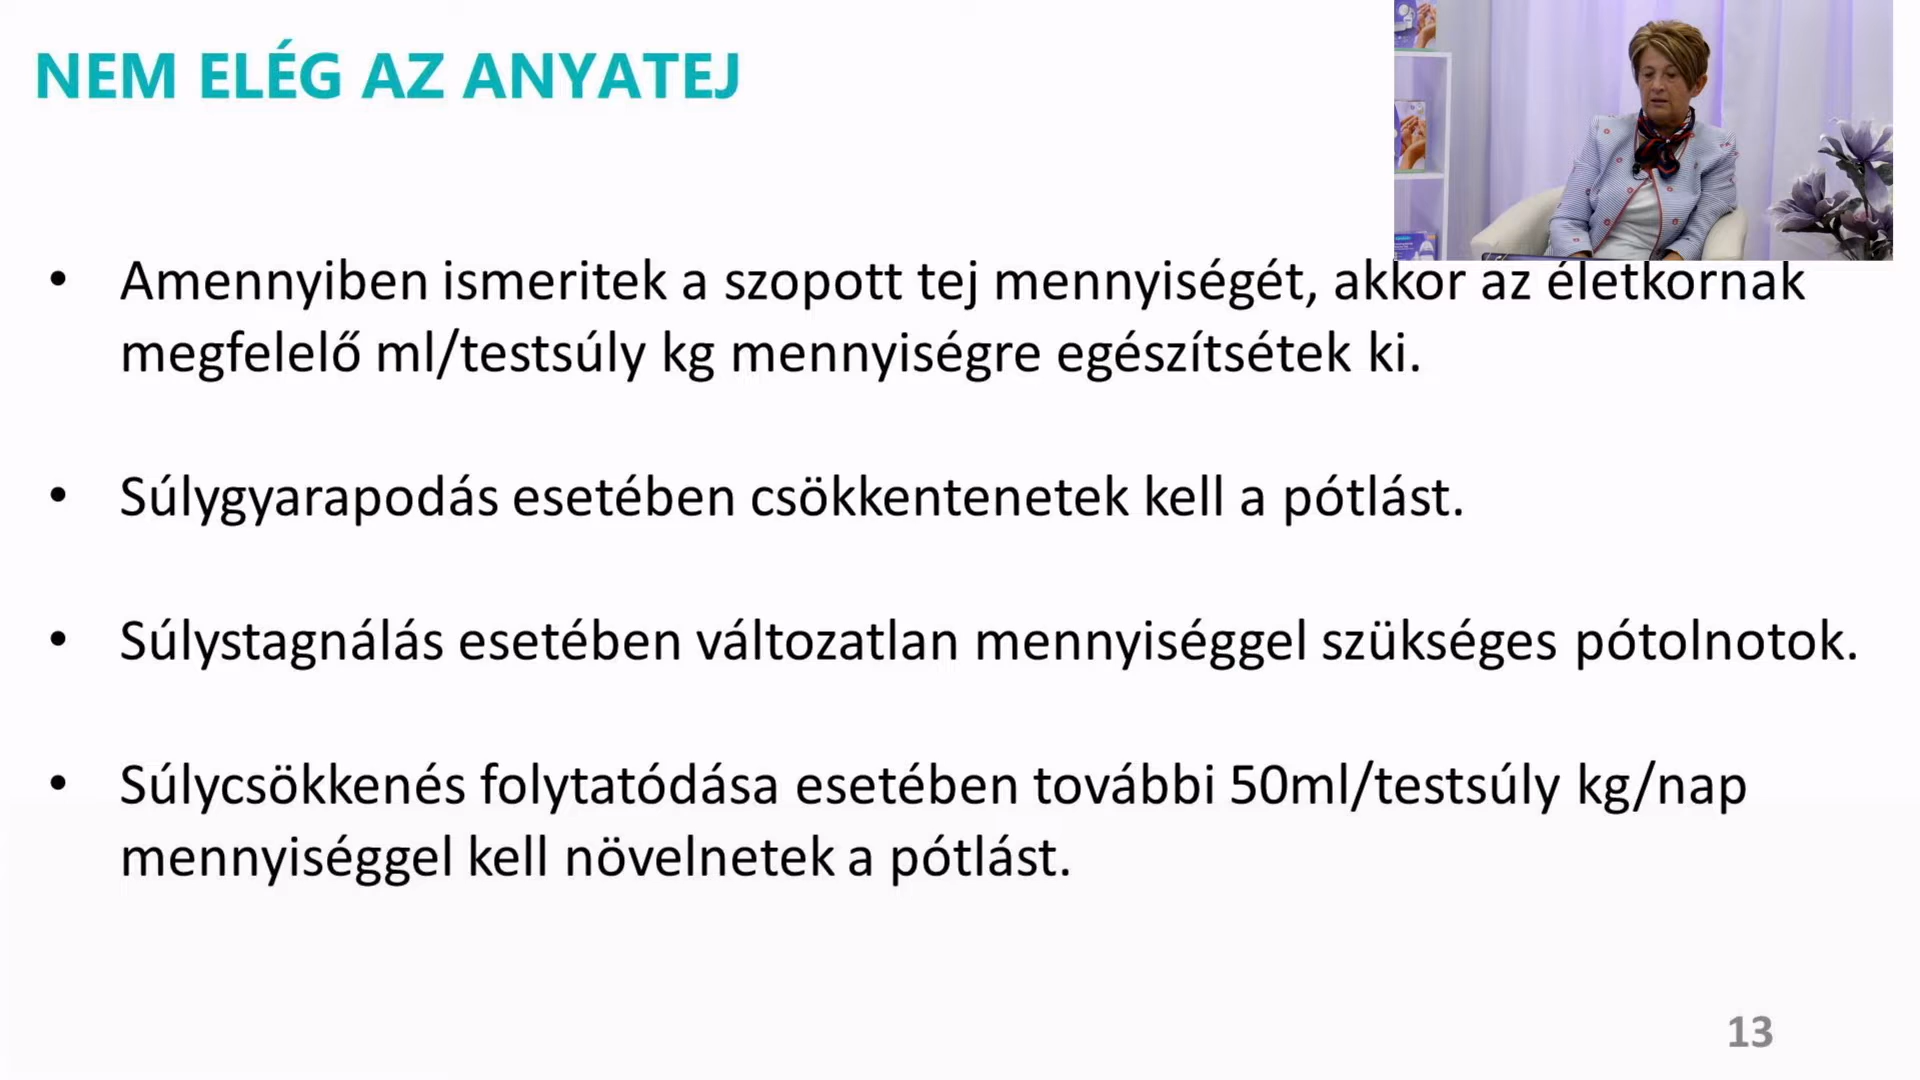 NEM ELÉG AZ ANYATEJ
• Amennyiben ismeritek a szopott tej mennyiségét, akkor az életkornak
megfelelő ml/testsúly kg mennyiségre egészítsétek ki.
• Súlygyarapodás esetében csökkentenetek kell a pótlást.
• Súlystagnálás esetében változatlan mennyiséggel szükséges pótolnotok.
• Súlycsökkenés folytatódása esetében további 50ml/testsúly kg/nap
mennyiséggel kell növelnetek a pótlást.
13